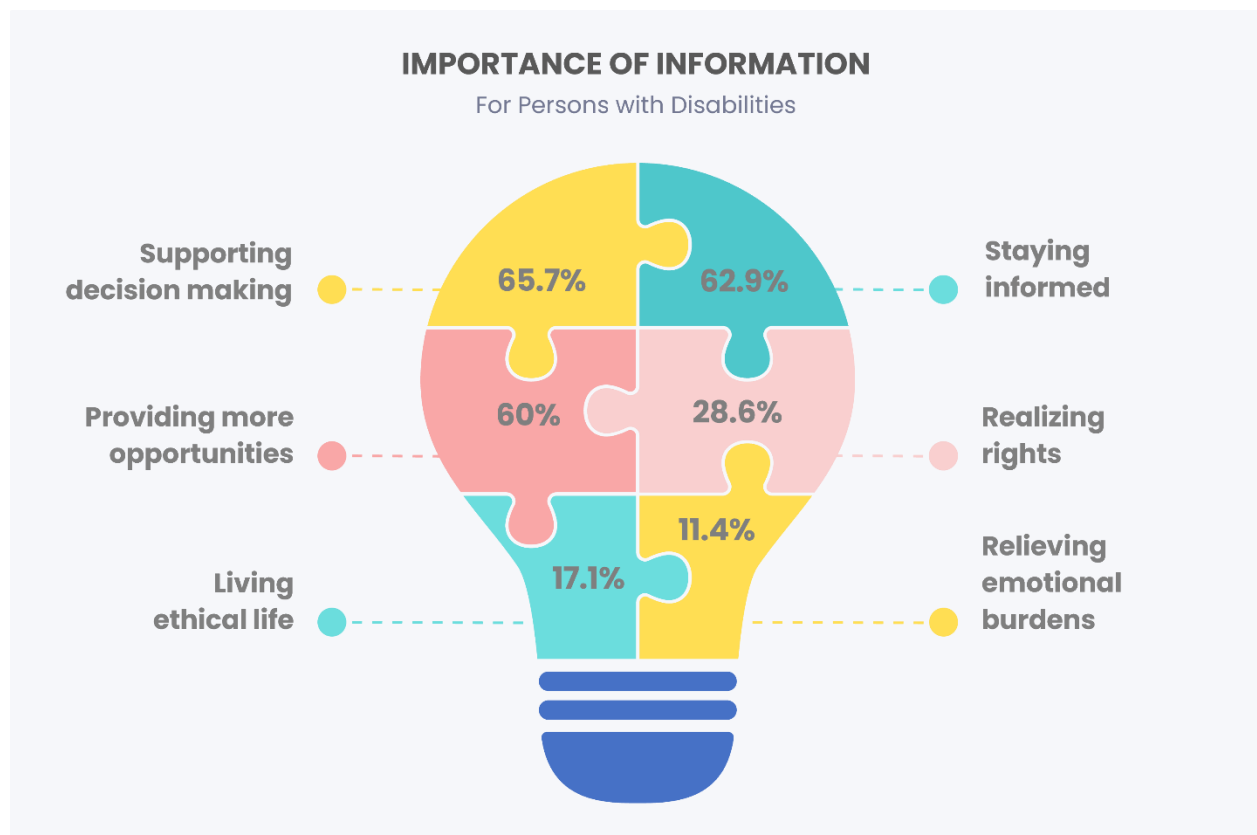 IMPORTANCE OF INFORMATION
For Persons with Disabilities
Supporting
decision making
65.7%
62.9%
Staying
informed
Providing more
opportunities
60%
28.6%
Realizing
rights
Living
ethical life
17.1%
11.4%
Relieving
emotional
burdens